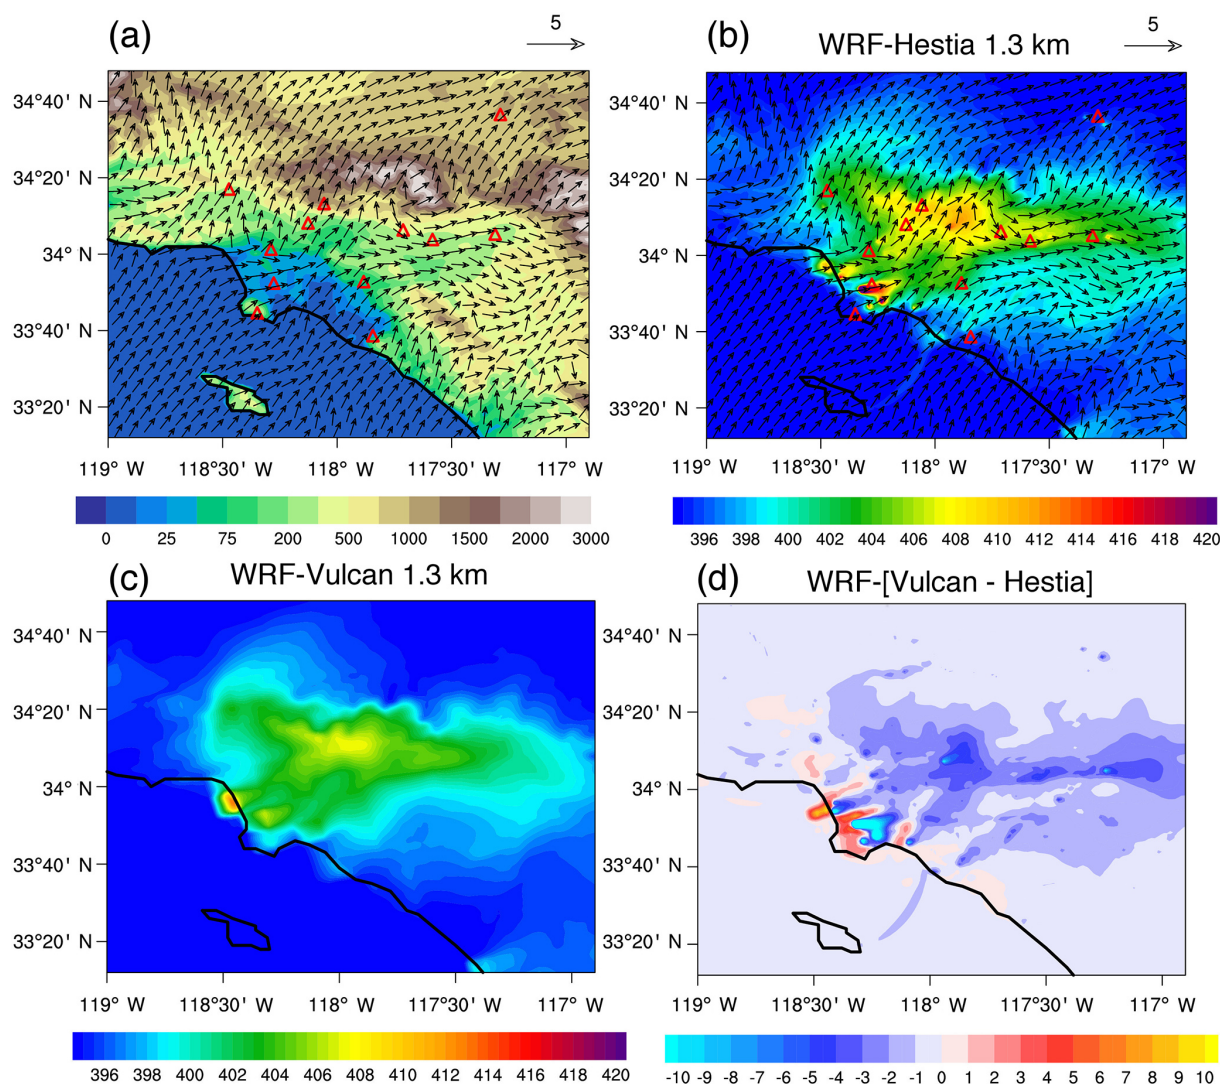 (a)
5
34°40' N
34°20' N
34° N
33°40' N
33°20' N
119° W
118°30' W
118° W
117°30' W
117° W
0 25 75 200 500 1000 1500 2000 3000
(b)
WRF-Hestia 1.3 km
5
34°40' N
34°20' N
34° N
33°40' N
33°20' N
119° W
118°30' W
118° W
117°30' W
117° W
396 398 400 402 404 406 408 410 412 414 416 418 420
(c)
WRF-Vulcan 1.3 km
34°40' N
34°20' N
34° N
33°40' N
33°20' N
119° W
118°30' W
118° W
117°30' W
117° W
396 398 400 402 404 406 408 410 412 414 416 418 420
(d)
WRF-[Vulcan - Hestia]
34°40' N
34°20' N
34° N
33°40' N
33°20' N
119° W
118°30' W
118° W
117°30' W
117° W
-10 -9 -8 -7 -6 -5 -4 -3 -2 -1 0 1 2 3 4 5 6 7 8 9 10